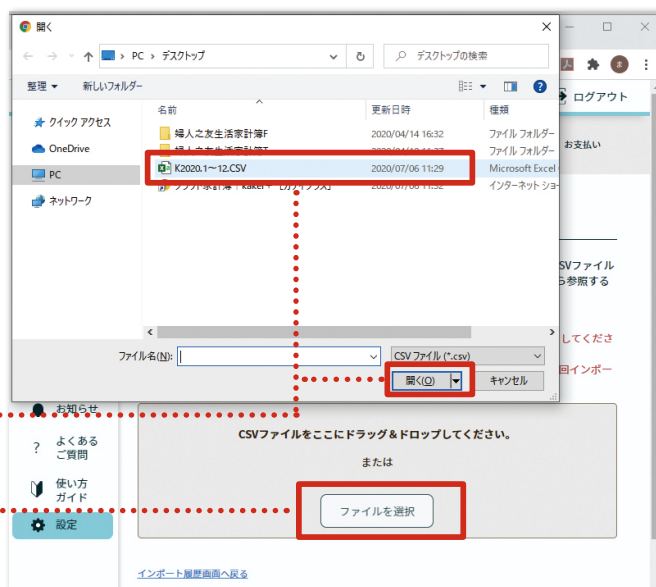 開く
PC > デスクトップ
デスクトップの検索
整理 新しいフォルダー
名前 更新日時 種類
クイック アクセス
OneDrive
PC
ネットワーク
婦人之友生活家計簿F 2020/04/14 16:32 ファイル フォルダー
ファイル フォルダー
K2020.1～12.CSV 2020/07/06 11:29 Microsoft Excel
インターネット ショー
ファイル名(N): CSV ファイル (*.csv)
開く(O) キャンセル
ま
ログアウト
お支払い
SVファイル
ら参照する
してくださ
回インポー
お知らせ
? よくある
ご質問
使い方
ガイド
設定
CSVファイルをここにドラッグ&ドロップしてください。
または
ファイルを選択
インポート履歴画面へ戻る